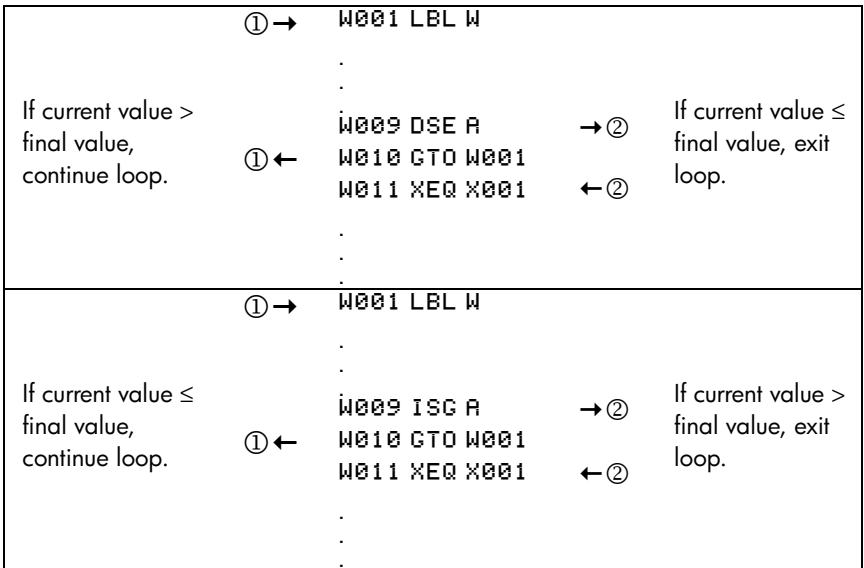 ①→ W001 LBL W
.
.
.
If current value >
final value,
continue loop.
W009 DSE A →②
①← W010 GTO W001
W011 XEQ X001 ←②
If current value ≤
final value, exit
loop.
.
.
.
①→ W001 LBL W
.
.
.
If current value ≤
final value,
continue loop.
W009 ISG A →②
①← W010 GTO W001
W011 XEQ X001 ←②
If current value >
final value, exit
loop.
.
.
.